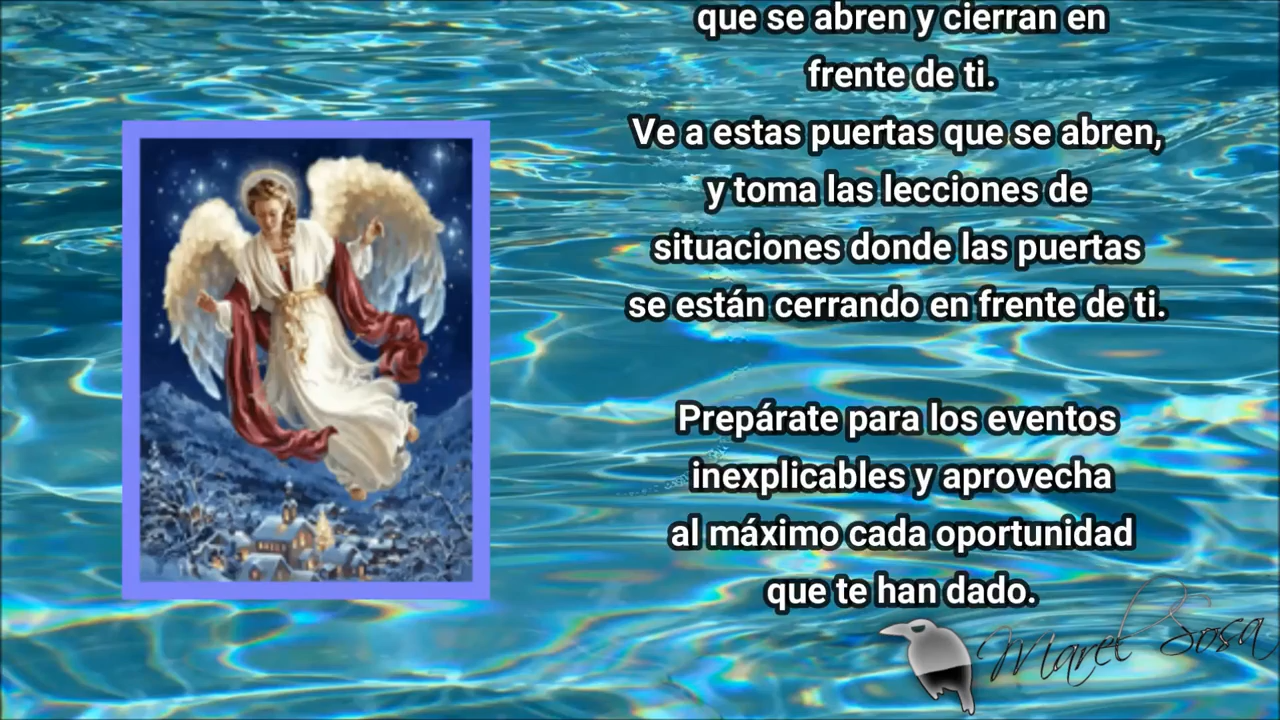 que se abren y cierran en
frente de ti.
Ve a estas puertas que se abren,
y toma las lecciones de
situaciones donde las puertas
se están cerrando en frente de ti.
Prepárate para los eventos
inexplicables y aprovecha
al máximo cada oportunidad
que te han dado.
Marel Sosa